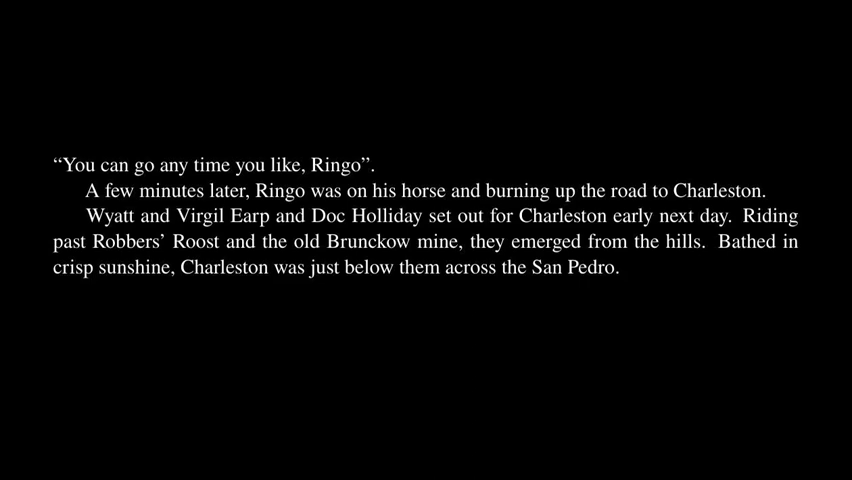 “You can go any time you like, Ringo”.
A few minutes later, Ringo was on his horse and burning up the road to Charleston.
Wyatt and Virgil Earp and Doc Holliday set out for Charleston early next day. Riding
past Robbers’ Roost and the old Brunckow mine, they emerged from the hills. Bathed in
crisp sunshine, Charleston was just below them across the San Pedro.